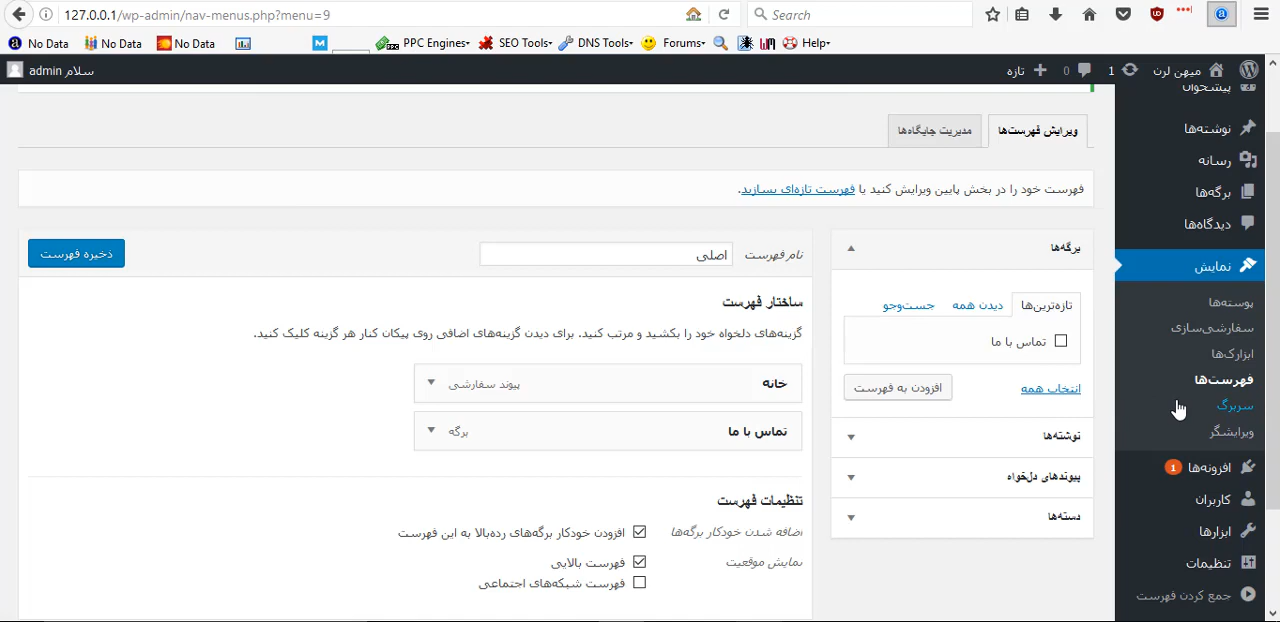 127.0.0.1/wp-admin/nav-menus.php?menu=9
Search
No Data
No Data
No Data
PPC Engines
SEO Tools
DNS Tools
Forums
Help
میهن لرن
1
0
تازه
سلام admin
پیشخوان
نوشته‌ها
رسانه
برگه‌ها
دیدگاه‌ها
نمایش
پوسته‌ها
سفارشی‌سازی
ابزارک‌ها
فهرست‌ها
سربرگ
ویرایشگر
افزونه‌ها 1
کاربران
ابزارها
تنظیمات
جمع کردن فهرست
ویرایش فهرست‌ها
مدیریت جایگاه‌ها
فهرست خود را در بخش پایین ویرایش کنید یا فهرست تازه‌ای بسازید.
برگه‌ها
تازه‌ترین‌ها
دیدن همه
جست‌وجو
تماس با ما
انتخاب همه
افزودن به فهرست
نوشته‌ها
پیوندهای دلخواه
دسته‌ها
نام فهرست
اصلی
ذخیره فهرست
ساختار فهرست
گزینه‌های دلخواه خود را بکشید و مرتب کنید. برای دیدن گزینه‌های اضافی روی پیکان کنار هر گزینه کلیک کنید.
خانه
پیوند سفارشی
تماس با ما
برگه
تنظیمات فهرست
اضافه شدن خودکار برگه‌ها
افزودن خودکار برگه‌های رده‌بالا به این فهرست
نمایش موقعیت
فهرست بالایی
فهرست شبکه‌های اجتماعی